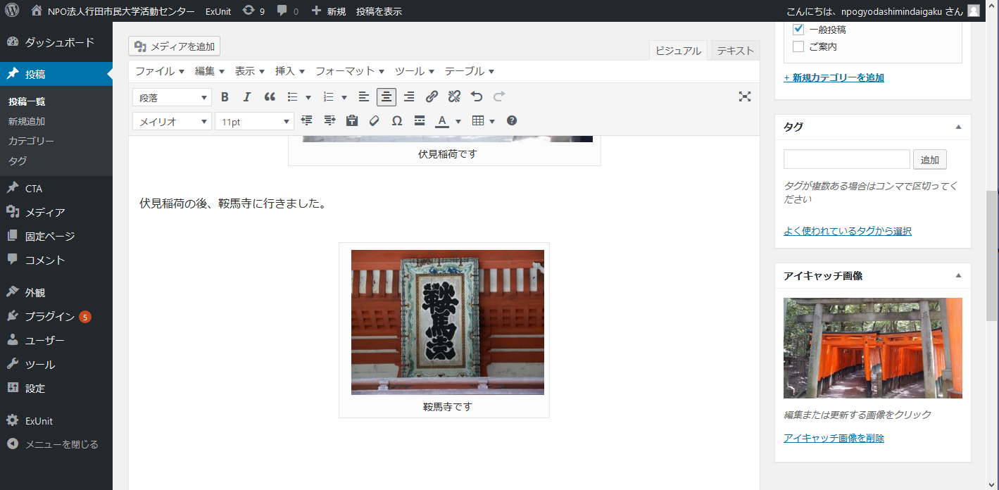 NPO法人行田市民大学活動センター ExUnit 9 0 新規 投稿を表示 こんにちは、npogyodashimindaigaku さん
ダッシュボード
投稿
投稿一覧
新規追加
カテゴリー
タグ
CTA
メディア
固定ページ
コメント
外観
プラグイン 5
ユーザー
ツール
設定
ExUnit
メニューを閉じる
メディアを追加
ビジュアル テキスト
ファイル 編集 表示 挿入 フォーマット ツール テーブル
段落
メイリオ 11pt
伏見稲荷です
伏見稲荷の後、鞍馬寺に行きました。
鞍馬寺
鞍馬寺です
一般投稿
ご案内
+ 新規カテゴリーを追加
タグ
追加
タグが複数ある場合はコンマで区切ってく
ださい
よく使われているタグから選択
アイキャッチ画像
編集または更新する画像をクリック
アイキャッチ画像を削除